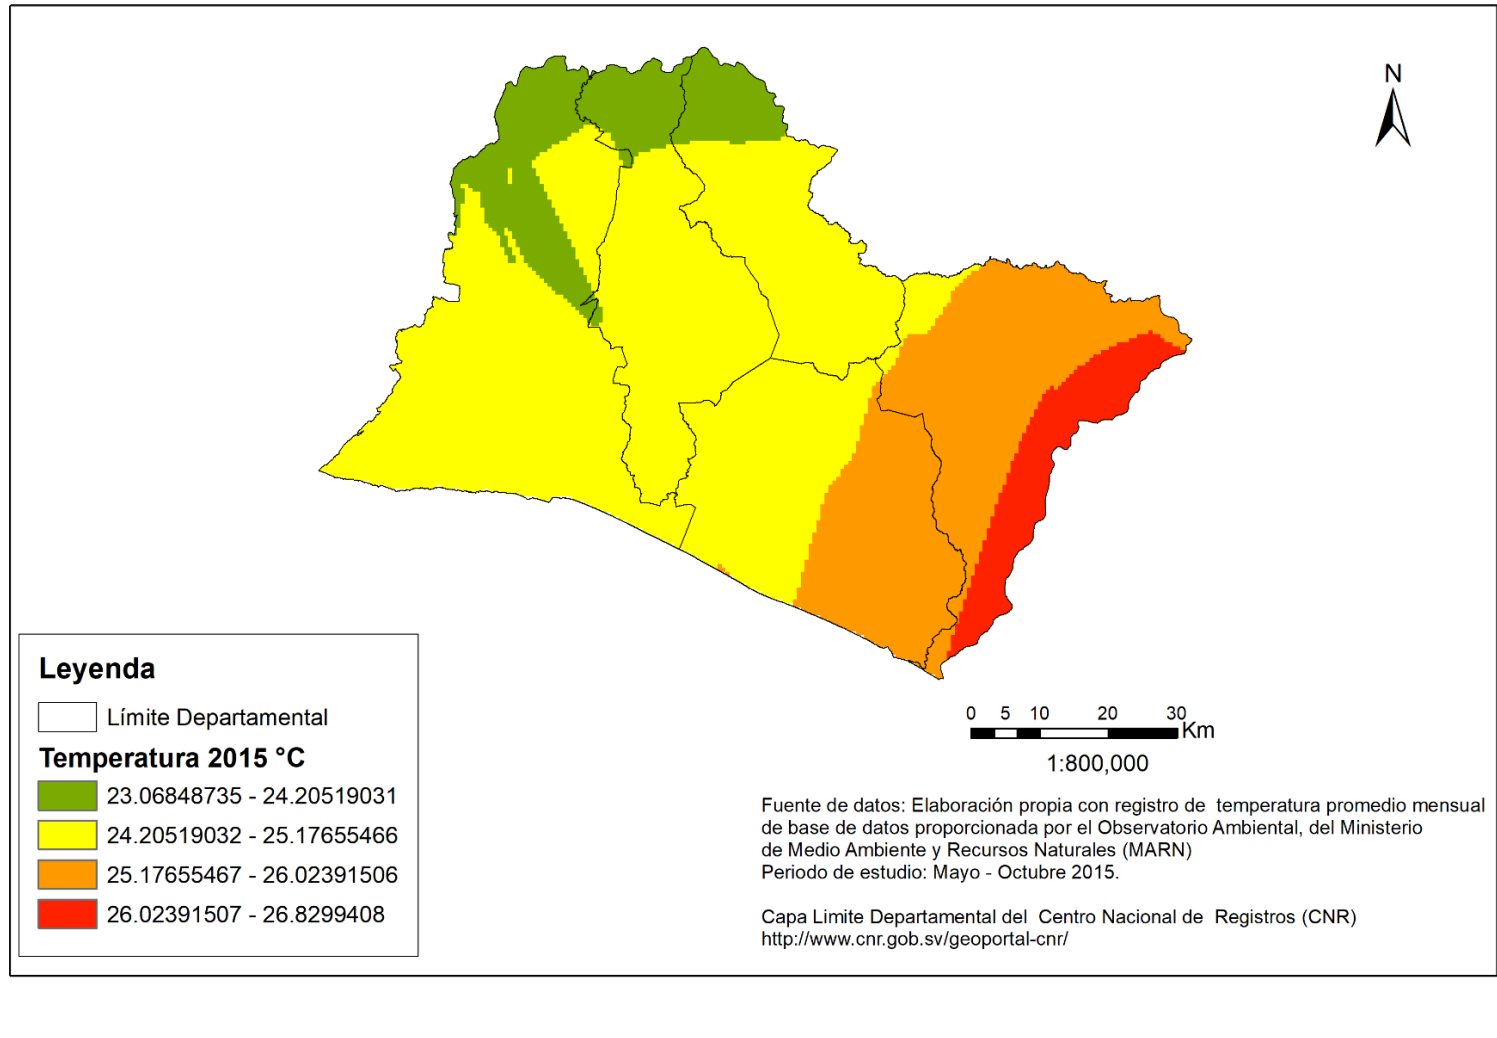 N
Leyenda
Límite Departamental
Temperatura 2015 °C
23.06848735 - 24.20519031
24.20519032 - 25.17655466
25.17655467 - 26.02391506
26.02391507 - 26.8299408
0 5 10 20 30
Km
1:800,000
Fuente de datos: Elaboración propia con registro de temperatura promedio mensual
de base de datos proporcionada por el Observatorio Ambiental, del Ministerio
de Medio Ambiente y Recursos Naturales (MARN)
Periodo de estudio: Mayo - Octubre 2015.
Capa Limite Departamental del Centro Nacional de Registros (CNR)
http://www.cnr.gob.sv/geoportal-cnr/